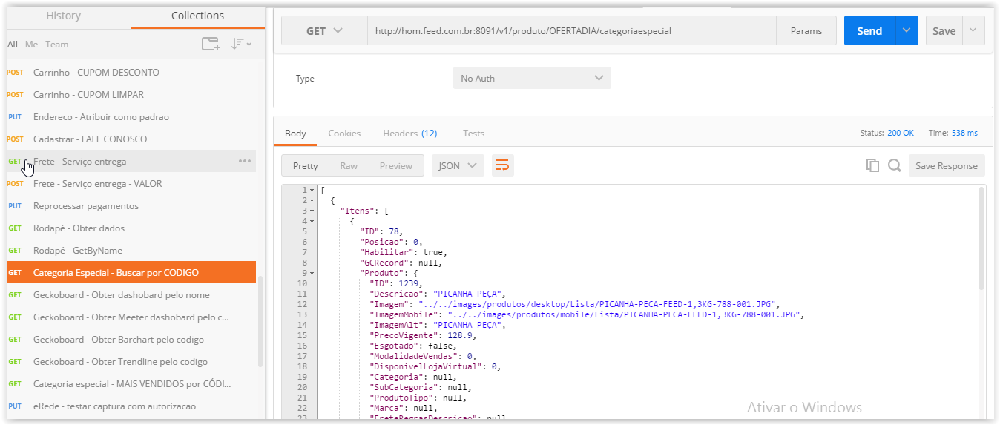 History Collections
All Me Team
POST Carrinho - CUPOM DESCONTO
POST Carrinho - CUPOM LIMPAR
PUT Endereco - Atribuir como padrao
POST Cadastrar - FALE CONOSCO
GET Frete - Serviço entrega
POST Frete - Serviço entrega - VALOR
PUT Reprocessar pagamentos
GET Rodapé - Obter dados
GET Rodapé - GetByName
GET Categoria Especial - Buscar por CODIGO
GET Geckoboard - Obter dashobard pelo nome
GET Geckoboard - Obter Meeter dashobard pelo c...
GET Geckoboard - Obter Barchart pelo codigo
GET Geckoboard - Obter Trendline pelo codigo
GET Categoria especial - MAIS VENDIDOS por CÓDI...
PUT eRede - testar captura com autorizacao
GET http://hom.feed.com.br:8091/v1/produto/OFERTADIA/categoriaespecial Params Send Save
Type No Auth
Body Cookies Headers (12) Tests Status: 200 OK Time: 538 ms
Pretty Raw Preview JSON Save Response
1 [
2 {
3 "Itens": [
4 {
5 "ID": 78,
6 "Posicao": 0,
7 "Habilitar": true,
8 "GCRecord": null,
9 "Produto": {
10 "ID": 1239,
11 "Descricao": "PICANHA PEÇA",
12 "Imagem": "../../images/produtos/desktop/Lista/PICANHA-PECA-FEED-1,3KG-788-001.JPG",
13 "ImagemMobile": "../../images/produtos/mobile/Lista/PICANHA-PECA-FEED-1,3KG-788-001.JPG",
14 "ImagemAlt": "PICANHA PEÇA",
15 "PrecoVigente": 128.9,
16 "Esgotado": false,
17 "ModalidadeVendas": 0,
18 "DisponivelLojaVirtual": 0,
19 "Categoria": null,
20 "SubCategoria": null,
21 "ProdutoTipo": null,
22 "Marca": null,
23 "FreteRegrasDescricao": null
Ativar o Windows